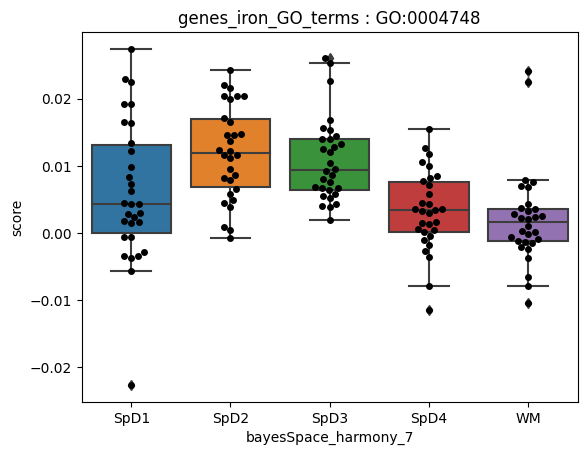 genes_iron_GO_terms : GO:0004748
0.02
0.01
0.00
−0.01
−0.02
score
SpD1 SpD2 SpD3 SpD4 WM
bayesSpace_harmony_7